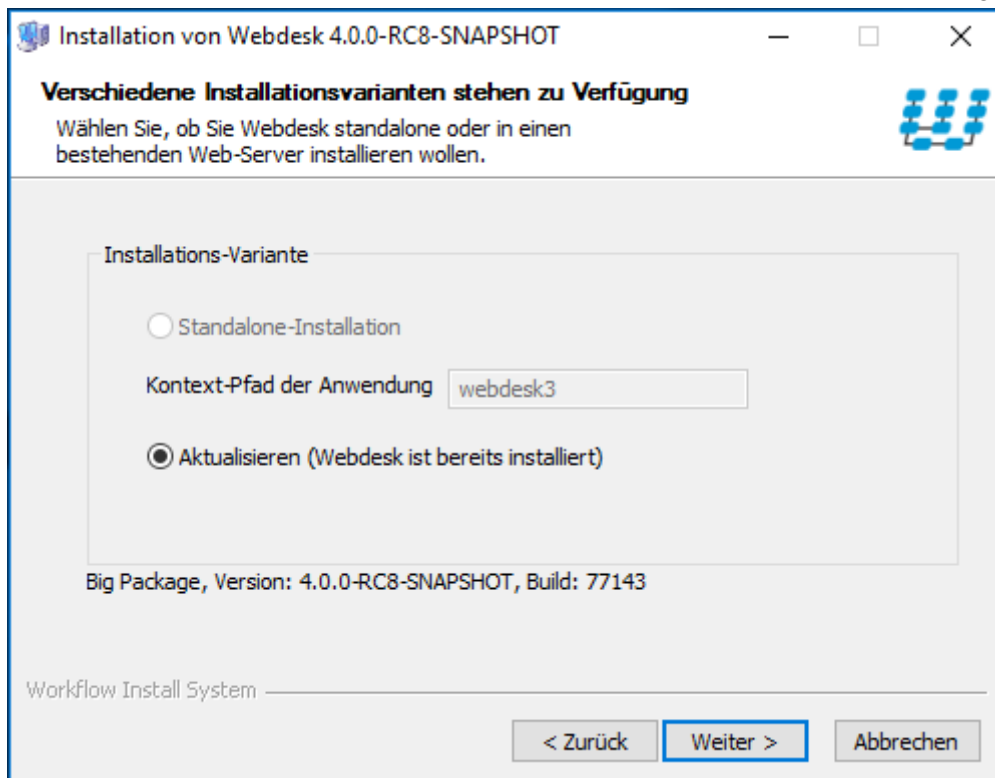 Installation von Webdesk 4.0.0-RC8-SNAPSHOT
Verschiedene Installationsvarianten stehen zu Verfügung
Wählen Sie, ob Sie Webdesk standalone oder in einen
bestehenden Web-Server installieren wollen.
Installations-Variante
Standalone-Installation
Kontext-Pfad der Anwendung webdesk3
Aktualisieren (Webdesk ist bereits installiert)
Big Package, Version: 4.0.0-RC8-SNAPSHOT, Build: 77143
Workflow Install System
< Zurück Weiter > Abbrechen